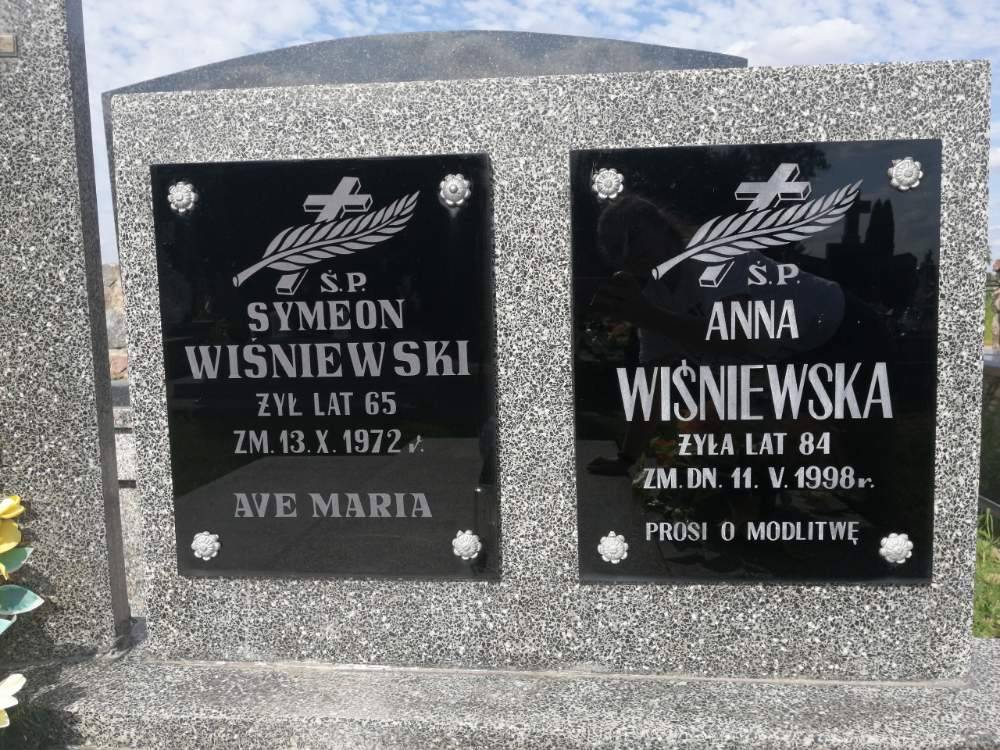 Ś.P.
SYMEON
WIŚNIEWSKI
ŻYŁ LAT 65
ZM. 13. X. 1972 r.
AVE MARIA
Ś.P.
ANNA
WIŚNIEWSKA
ŻYŁA LAT 84
ZM. DN. 11. V. 1998r.
PROSI O MODLITWĘ